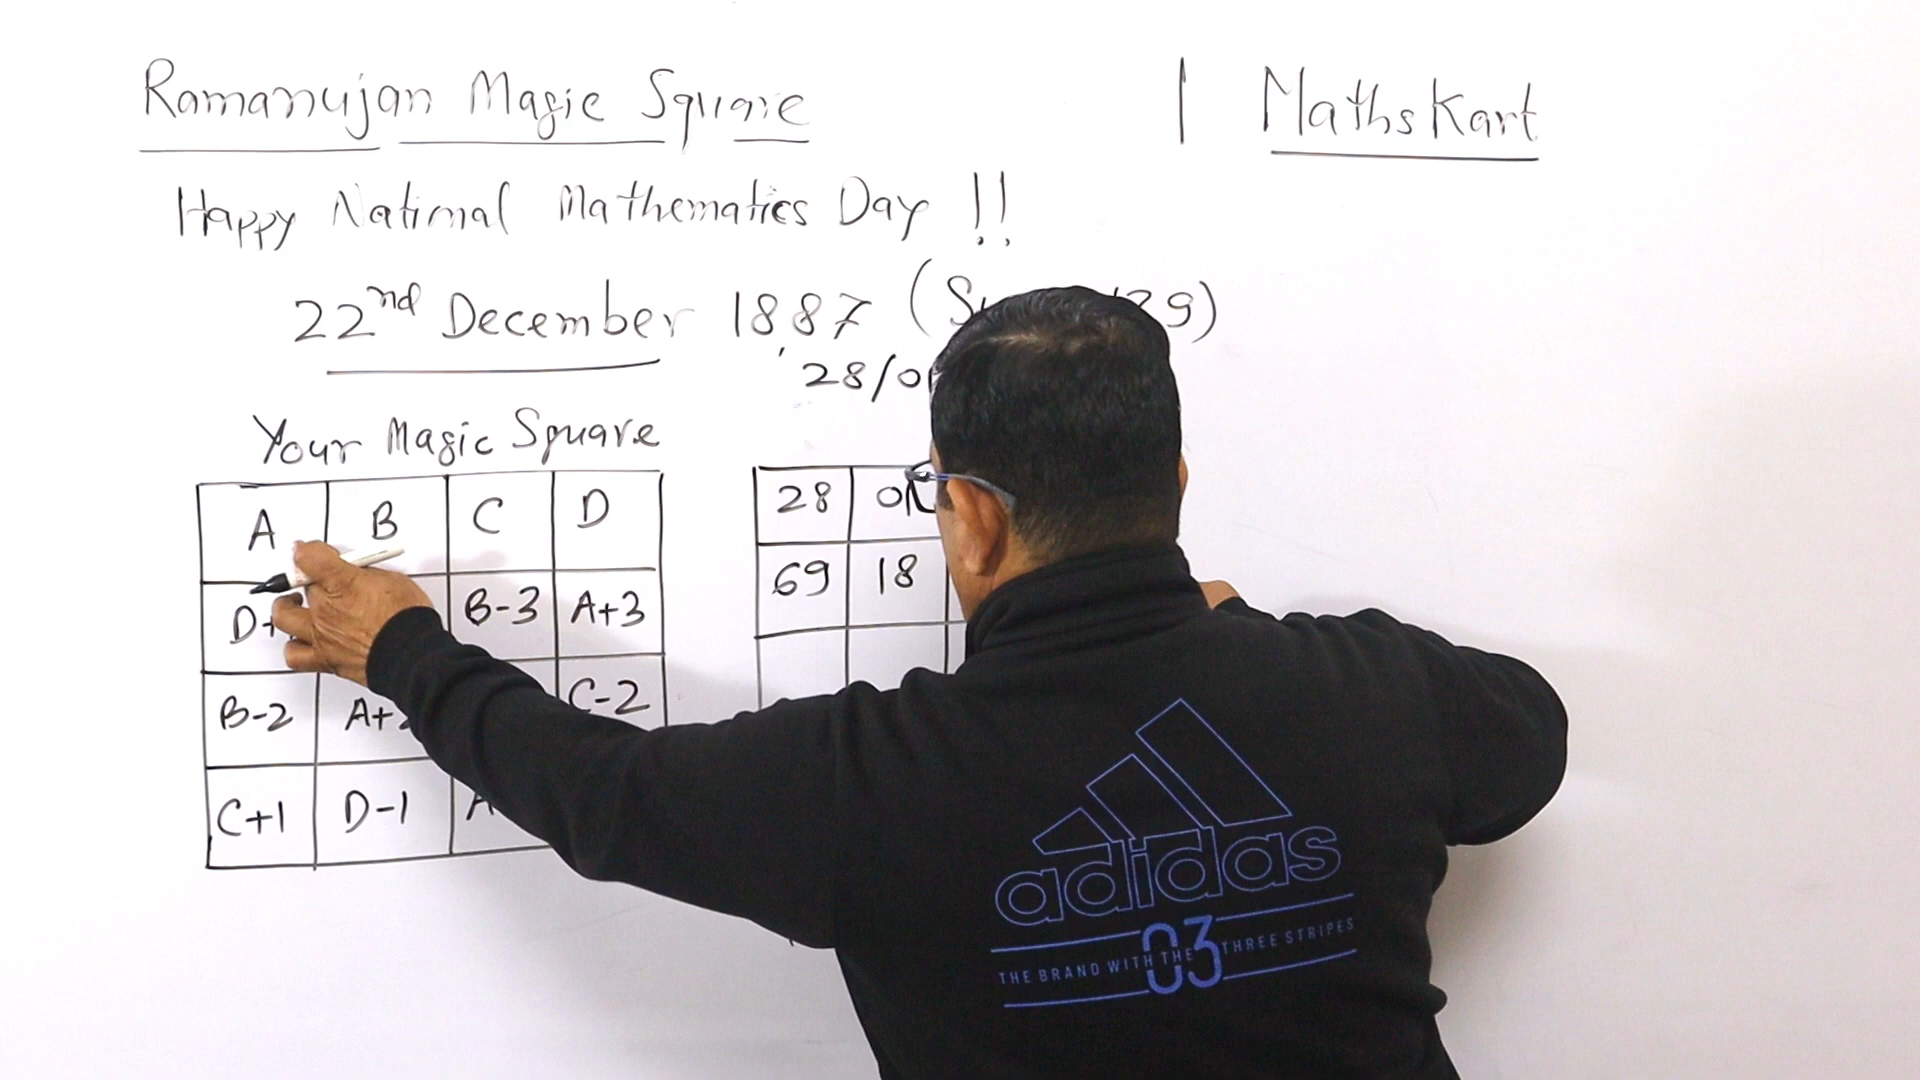 Ramanujan Magic Square | MathsKart
Happy National Mathematics Day !!
22nd December 1887 (
28/0
Your Magic Square
A B C D
B-3 A+3
B-2 C-2
C+1 D-1
28
69 18
adidas
03
THE BRAND WITH THE THREE STRIPES